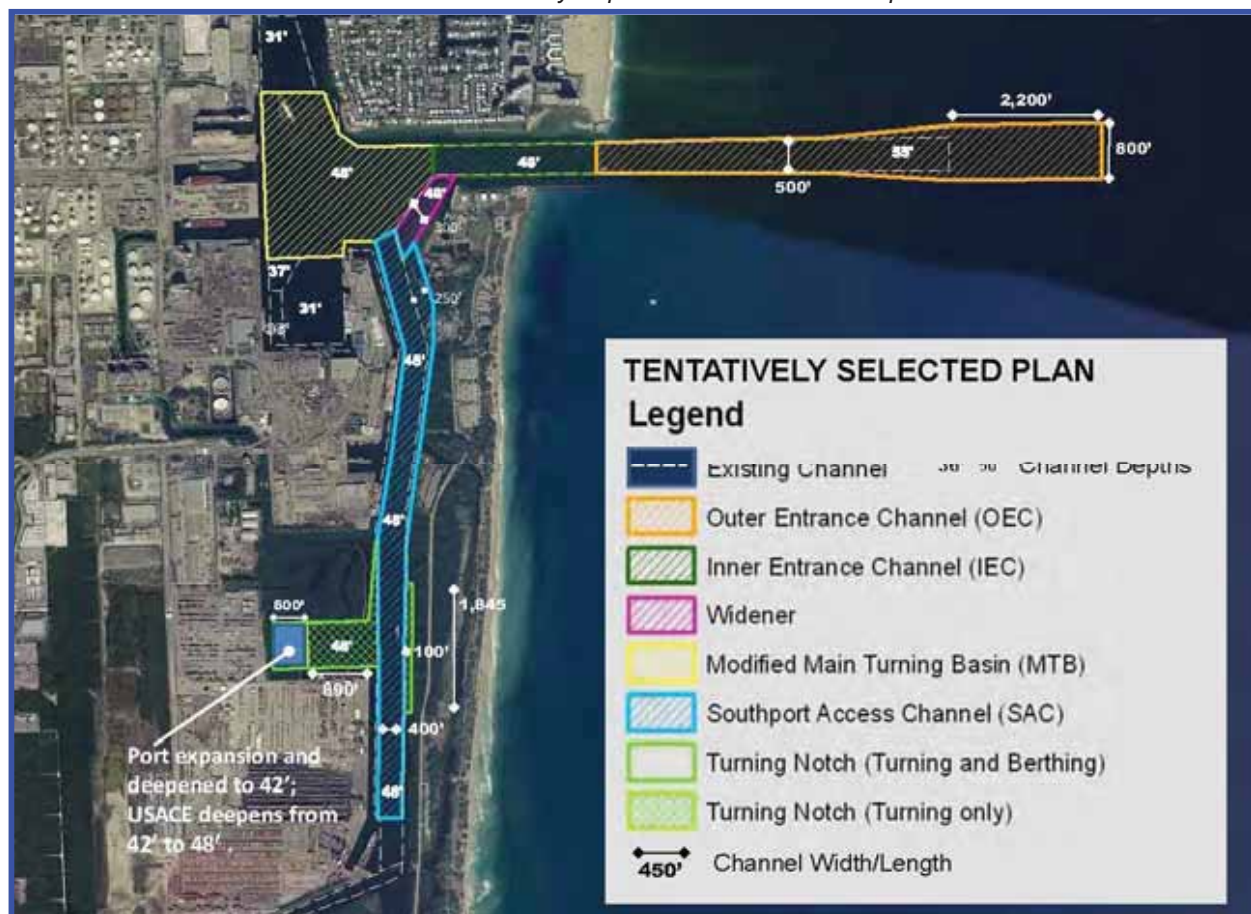 31'
2,200'
48'
48'
55'
800'
500'
48'
300'
37'
31'
250'
48'
48'
1,845
600'
48'
100'
890'
400'
Port expansion and
deepened to 42';
USACE deepens from
42' to 48'.
48'
TENTATIVELY SELECTED PLAN
Legend
Existing Channel Channel Depths
Outer Entrance Channel (OEC)
Inner Entrance Channel (IEC)
Widener
Modified Main Turning Basin (MTB)
Southport Access Channel (SAC)
Turning Notch (Turning and Berthing)
Turning Notch (Turning only)
450' Channel Width/Length